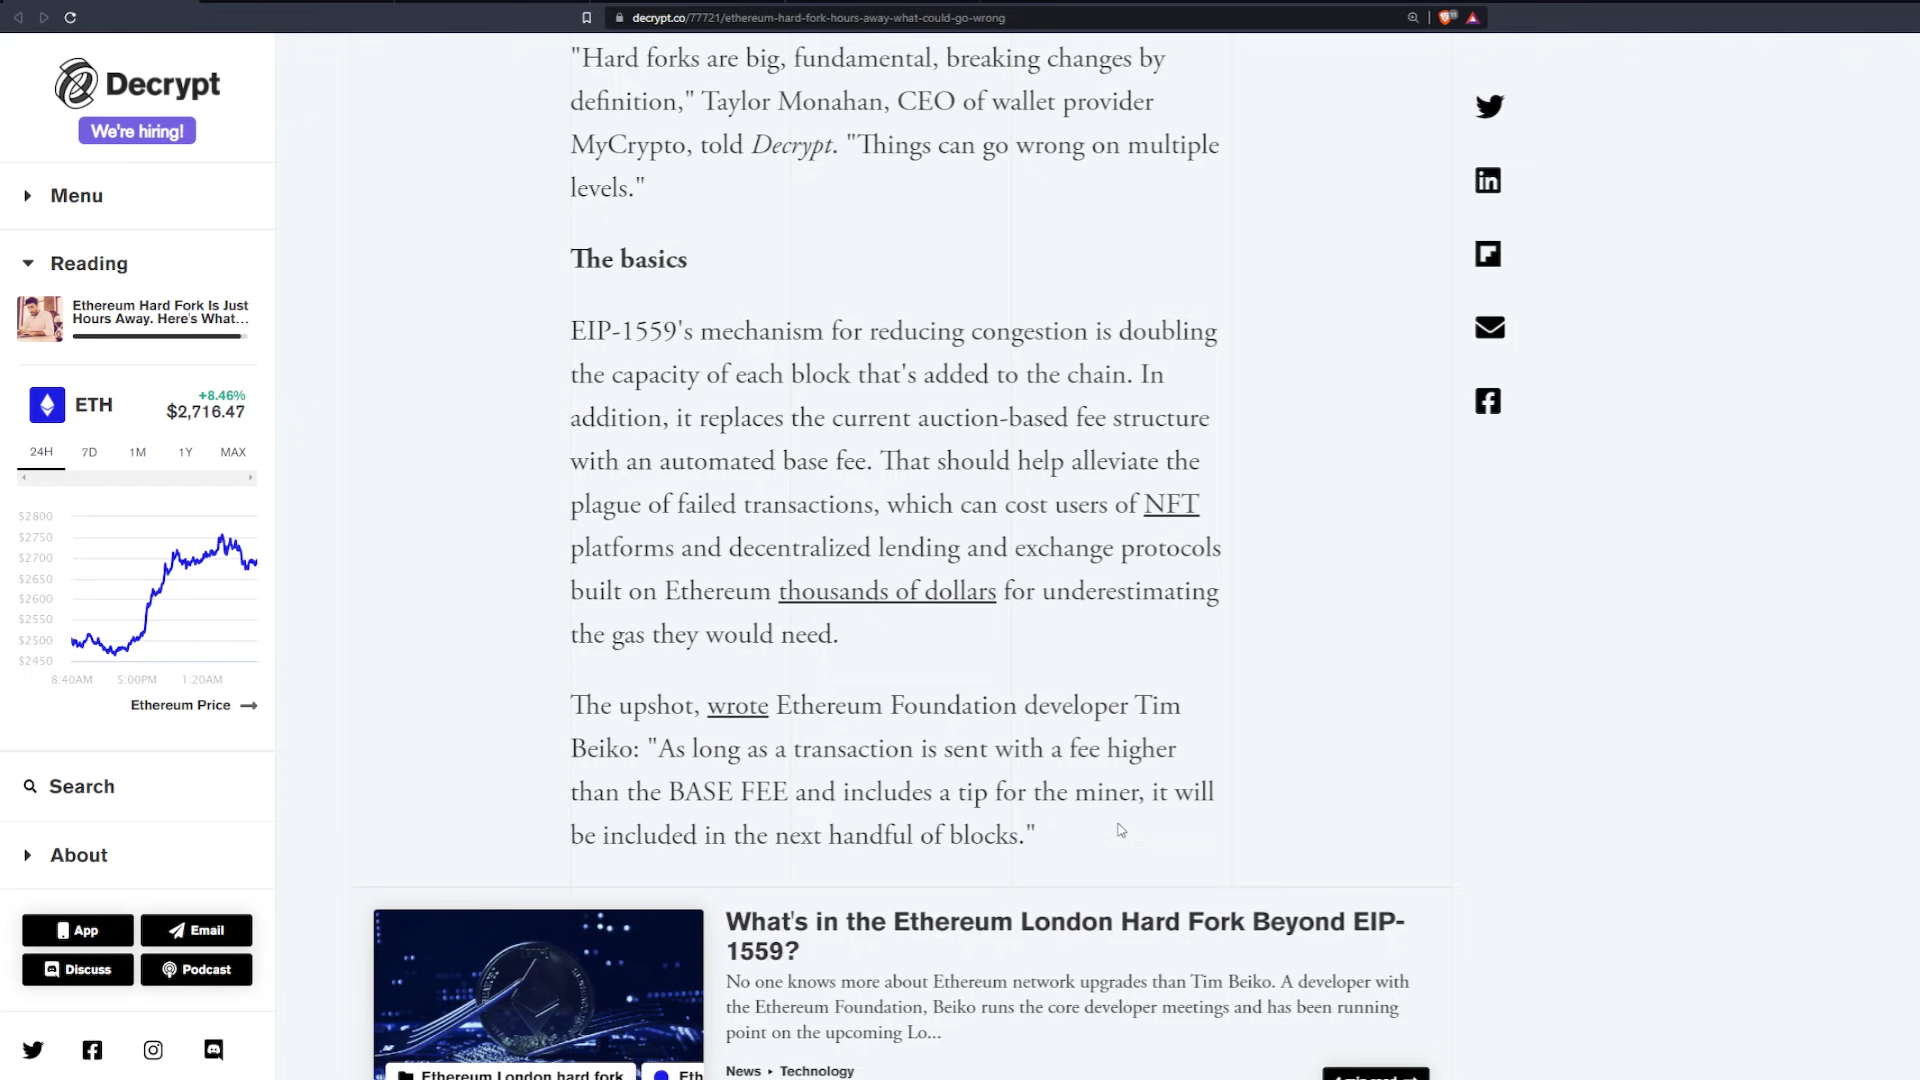 decrypt.co/77721/ethereum-hard-fork-hours-away-what-could-go-wrong
Decrypt
We're hiring!
Menu
Reading
Ethereum Hard Fork Is Just
Hours Away. Here's What...
ETH
+8.46%
$2,716.47
24H 7D 1M 1Y MAX
$2800
$2750
$2700
$2650
$2600
$2550
$2500
$2450
8:40AM 5:00PM 1:20AM
Ethereum Price
Search
About
App
Email
Discuss
Podcast
"Hard forks are big, fundamental, breaking changes by
definition," Taylor Monahan, CEO of wallet provider
MyCrypto, told Decrypt. "Things can go wrong on multiple
levels."
The basics
EIP-1559's mechanism for reducing congestion is doubling
the capacity of each block that's added to the chain. In
addition, it replaces the current auction-based fee structure
with an automated base fee. That should help alleviate the
plague of failed transactions, which can cost users of NFT
platforms and decentralized lending and exchange protocols
built on Ethereum thousands of dollars for underestimating
the gas they would need.
The upshot, wrote Ethereum Foundation developer Tim
Beiko: "As long as a transaction is sent with a fee higher
than the BASE FEE and includes a tip for the miner, it will
be included in the next handful of blocks."
What's in the Ethereum London Hard Fork Beyond EIP-
1559?
No one knows more about Ethereum network upgrades than Tim Beiko. A developer with
the Ethereum Foundation, Beiko runs the core developer meetings and has been running
point on the upcoming Lo...
News ▸ Technology
Ethereum London hard fork
Eth